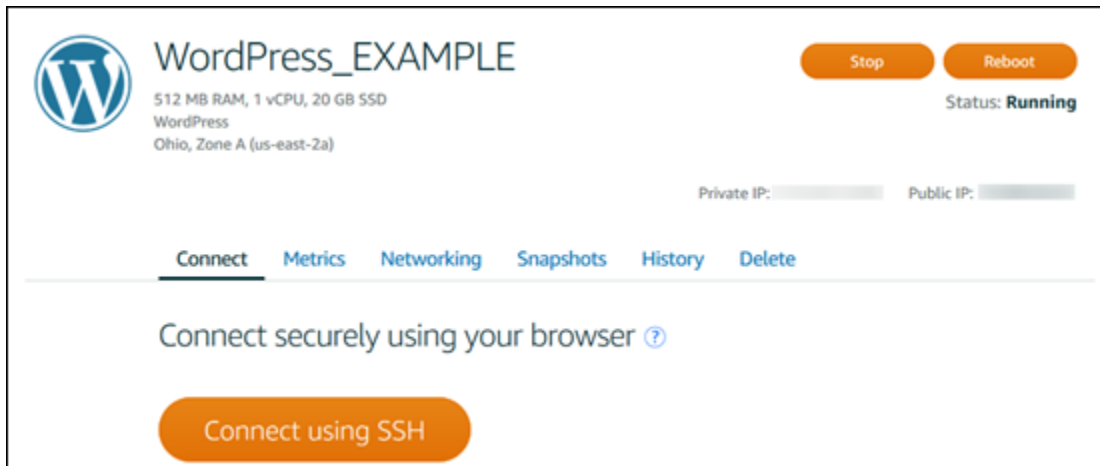 WordPress_EXAMPLE
512 MB RAM, 1 vCPU, 20 GB SSD
WordPress
Ohio, Zone A (us-east-2a)
Stop Reboot
Status: Running
Private IP: Public IP:
Connect Metrics Networking Snapshots History Delete
Connect securely using your browser ?
Connect using SSH